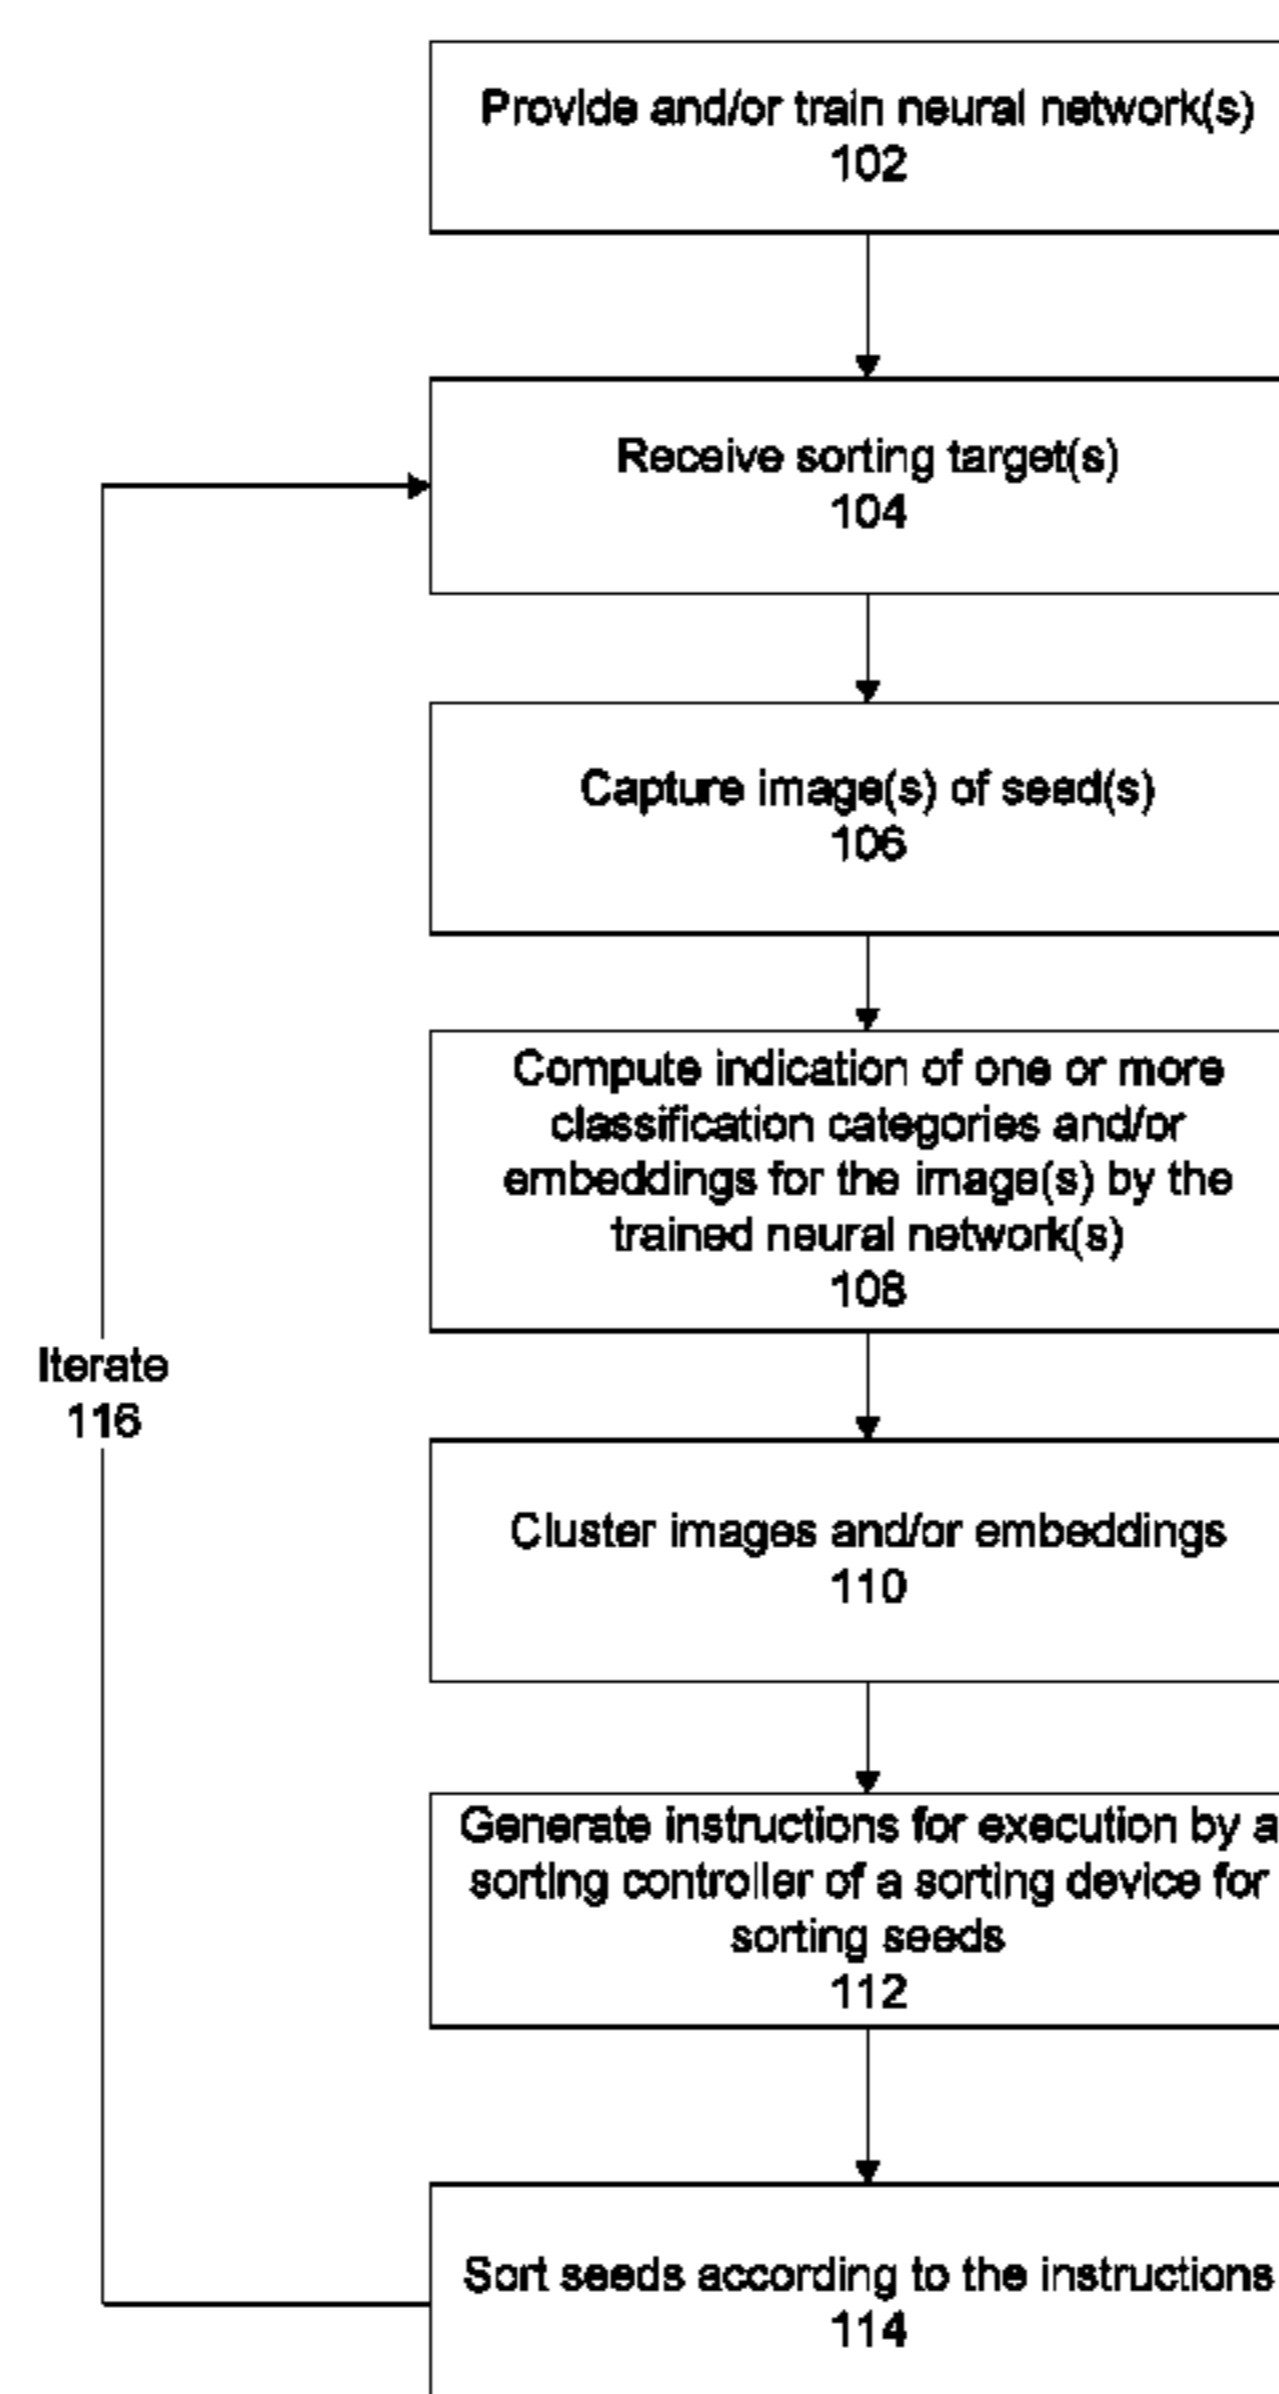 Provide and/or train neural network(s)
102
Receive sorting target(s)
104
Capture image(s) of seed(s)
106
Compute indication of one or more
classification categories and/or
embeddings for the image(s) by the
trained neural network(s)
108
Iterate
116
Cluster images and/or embeddings
110
Generate instructions for execution by a
sorting controller of a sorting device for
sorting seeds
112
Sort seeds according to the instructions
114